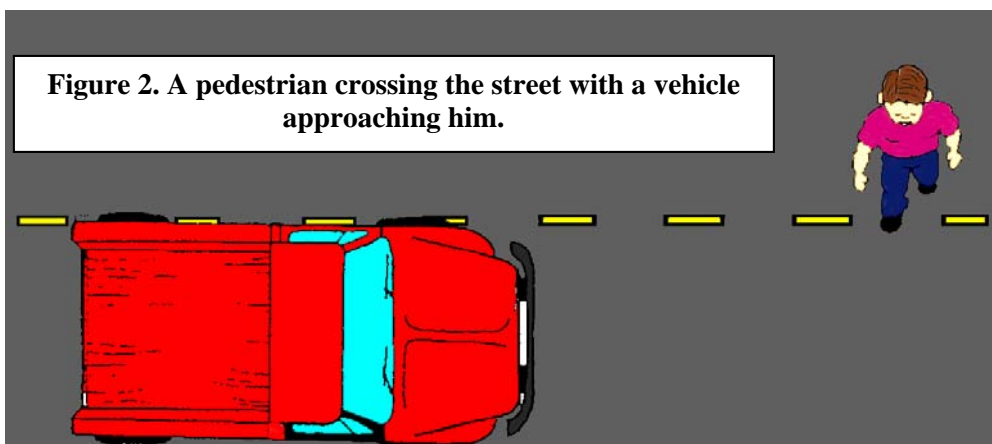 Figure 2. A pedestrian crossing the street with a vehicle
approaching him.